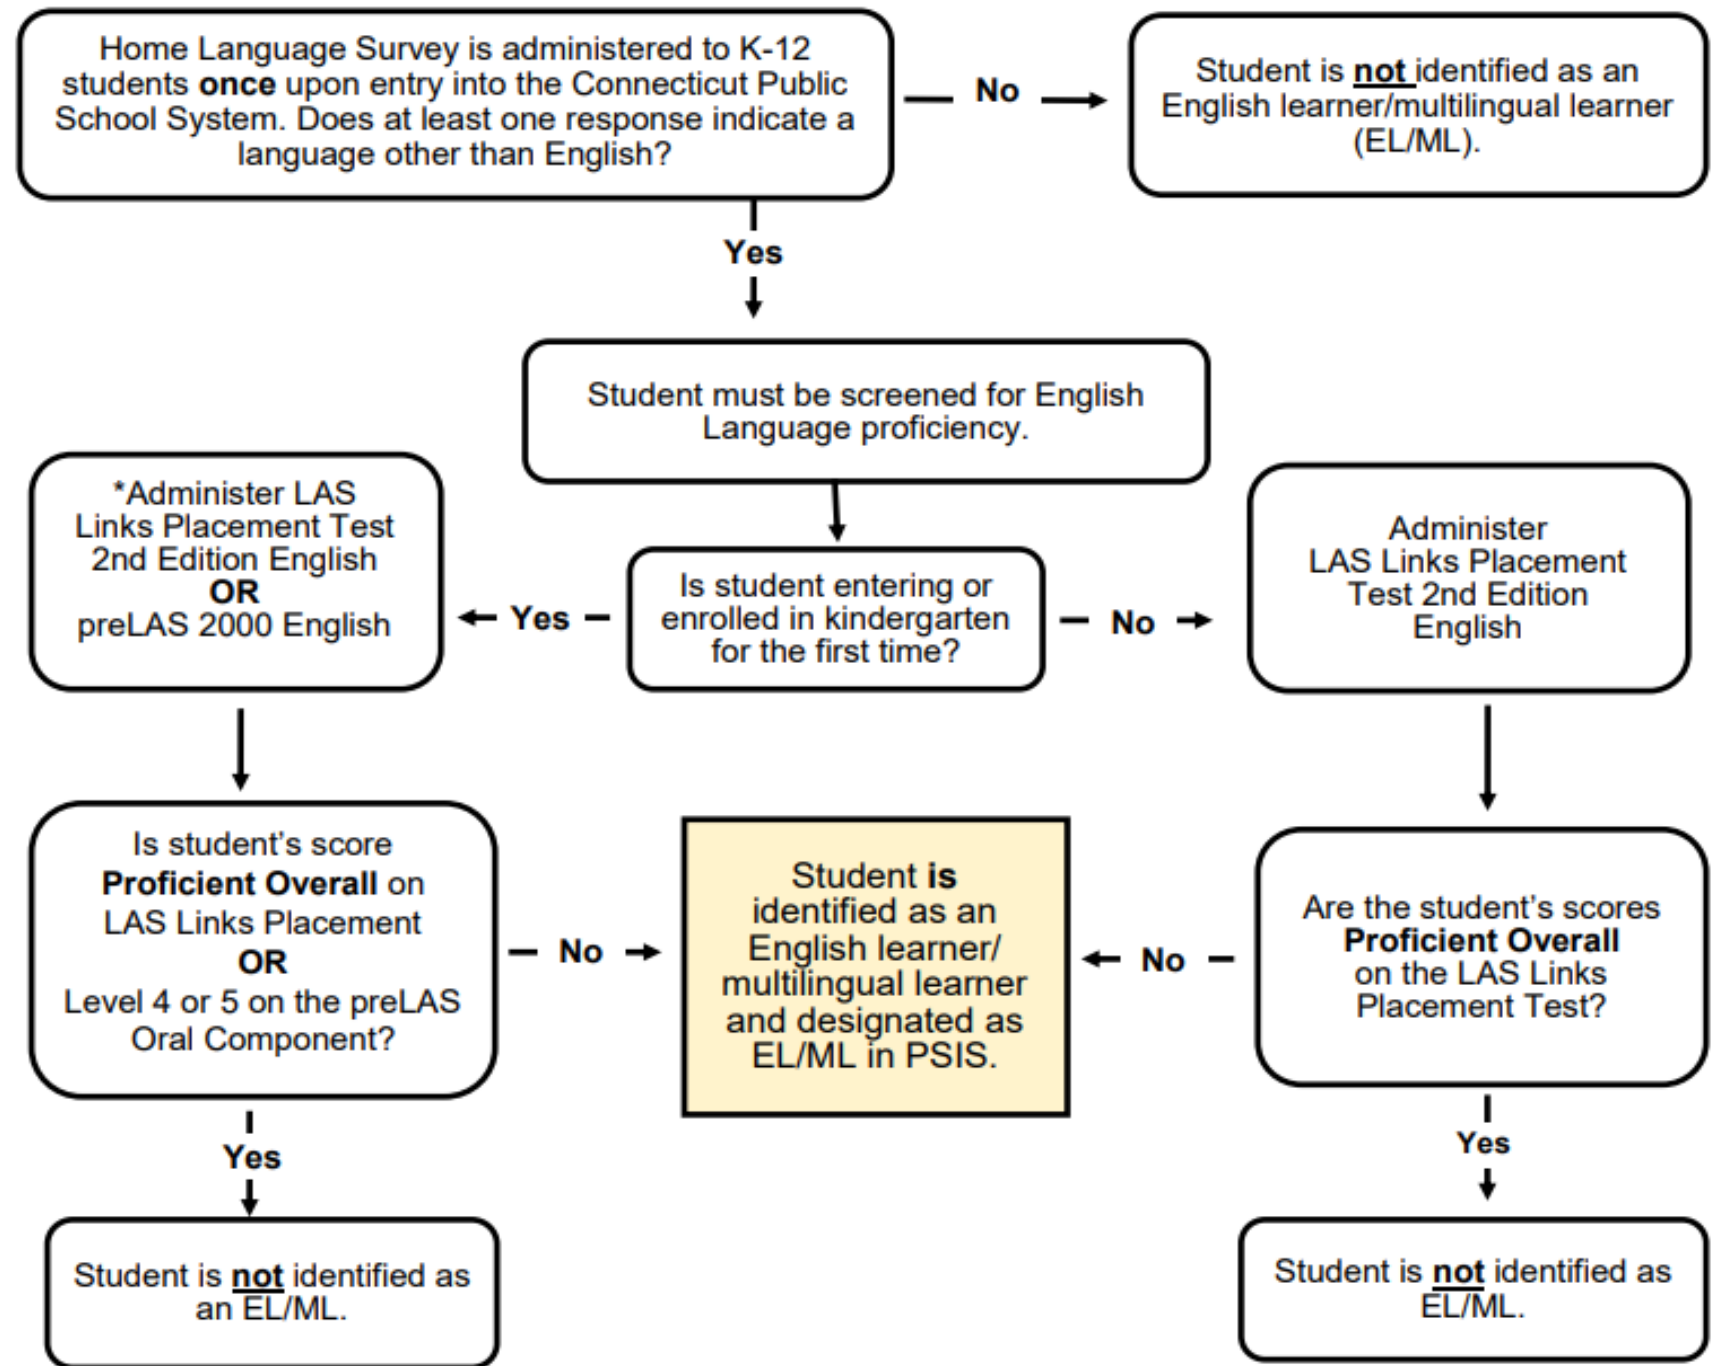 Home Language Survey is administered to K-12
students once upon entry into the Connecticut Public
School System. Does at least one response indicate a
language other than English?
No
Student is not identified as an
English learner/multilingual learner
(EL/ML).
Yes
Student must be screened for English
Language proficiency.
*Administer LAS
Links Placement Test
2nd Edition English
OR
preLAS 2000 English
Yes
Is student entering or
enrolled in kindergarten
for the first time?
No
Administer
LAS Links Placement
Test 2nd Edition
English
Is student’s score
Proficient Overall on
LAS Links Placement
OR
Level 4 or 5 on the preLAS
Oral Component?
No
Student is
identified as an
English learner/
multilingual learner
and designated as
EL/ML in PSIS.
No
Are the student’s scores
Proficient Overall
on the LAS Links
Placement Test?
Yes
Yes
Student is not identified as
an EL/ML.
Student is not identified as
EL/ML.